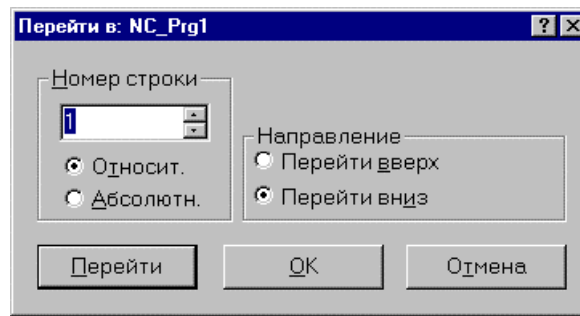 Перейти в: NC_Prg1
Номер строки
1
Относит.
Абсолютн.
Направление
Перейти вверх
Перейти вниз
Перейти
OK
Отмена